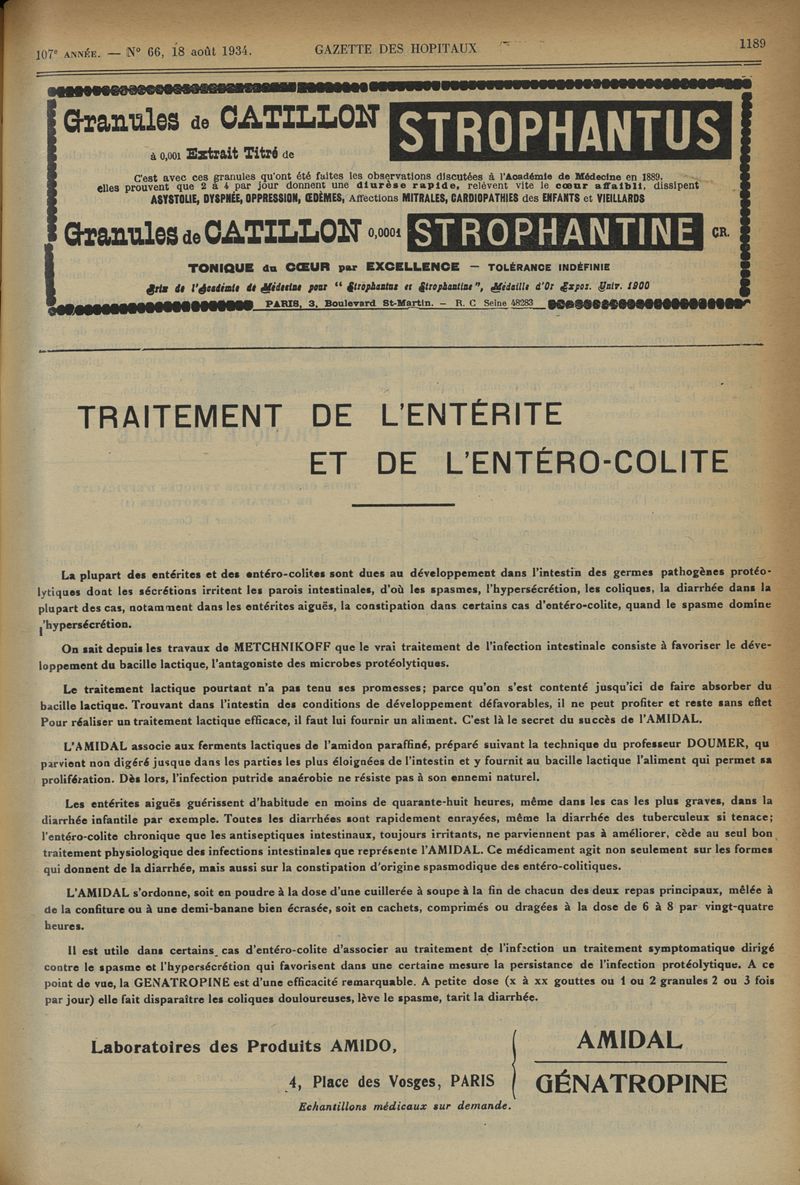 107e ANNÉE. — N° 66, 18 août 1934.
GAZETTE DES HOPITAUX
1189
Granules de CATILLON
à 0,001 Extrait Titré de
STROPHANTUS
C'est avec ces granules qu'ont été faites les observations discutées à l'Académie de Médecine en 1889,
elles prouvent que 2 à 4 par jour donnent une diurèse rapide, relèvent vite le cœur affaibli, dissipent
ASYSTOLIE, DYSPNÉE, OPPRESSION, ŒDÈMES, Affections MITRALES, CARDIOPATHIES des ENFANTS et VIEILLARDS
Granules de CATILLON 0,0001 STROPHANTINE CR.
TONIQUE du CŒUR par EXCELLENCE — TOLÉRANCE INDÉFINIE
Prix de l'Académie de Médecine pour “ Strophantus et Strophantine”, Médaille d'Or Expos. Univ. 1900
PARIS, 3, Boulevard St-Martin. — R. C Seine 48283
TRAITEMENT DE L'ENTÉRITE
ET DE L'ENTÉRO-COLITE
La plupart des entérites et des entéro-colites sont dues au développement dans l'intestin des germes pathogènes protéo-
lytiques dont les sécrétions irritent les parois intestinales, d'où les spasmes, l'hypersécrétion, les coliques, la diarrhée dans la
plupart des cas, notamment dans les entérites aiguës, la constipation dans certains cas d'entéro-colite, quand le spasme domine
l'hypersécrétion.
On sait depuis les travaux de METCHNIKOFF que le vrai traitement de l'infection intestinale consiste à favoriser le déve-
loppement du bacille lactique, l'antagoniste des microbes protéolytiques.
Le traitement lactique pourtant n'a pas tenu ses promesses; parce qu'on s'est contenté jusqu'ici de faire absorber du
bacille lactique. Trouvant dans l'intestin des conditions de développement défavorables, il ne peut profiter et reste sans effet
Pour réaliser un traitement lactique efficace, il faut lui fournir un aliment. C'est là le secret du succès de l'AMIDAL.
L'AMIDAL associe aux ferments lactiques de l'amidon paraffiné, préparé suivant la technique du professeur DOUMER, qu
parvient non digéré jusque dans les parties les plus éloignées de l'intestin et y fournit au bacille lactique l'aliment qui permet sa
prolifération. Dès lors, l'infection putride anaérobie ne résiste pas à son ennemi naturel.
Les entérites aiguës guérissent d'habitude en moins de quarante-huit heures, même dans les cas les plus graves, dans la
diarrhée infantile par exemple. Toutes les diarrhées sont rapidement enrayées, même la diarrhée des tuberculeux si tenace;
l'entéro-colite chronique que les antiseptiques intestinaux, toujours irritants, ne parviennent pas à améliorer, cède au seul bon
traitement physiologique des infections intestinales que représente l'AMIDAL. Ce médicament agit non seulement sur les formes
qui donnent de la diarrhée, mais aussi sur la constipation d'origine spasmodique des entéro-colitiques.
L'AMIDAL s'ordonne, soit en poudre à la dose d'une cuillerée à soupe à la fin de chacun des deux repas principaux, mêlée à
de la confiture ou à une demi-banane bien écrasée, soit en cachets, comprimés ou dragées à la dose de 6 à 8 par vingt-quatre
heures.
Il est utile dans certains cas d'entéro-colite d'associer au traitement de l'infection un traitement symptomatique dirigé
contre le spasme et l'hypersécrétion qui favorisent dans une certaine mesure la persistance de l'infection protéolytique. A ce
point de vue, la GENATROPINE est d'une efficacité remarquable. A petite dose (x à xx gouttes ou 1 ou 2 granules 2 ou 3 fois
par jour) elle fait disparaître les coliques douloureuses, lève le spasme, tarit la diarrhée.
Laboratoires des Produits AMIDO,
4, Place des Vosges, PARIS
Echantillons médicaux sur demande.
AMIDAL
GÉNATROPINE